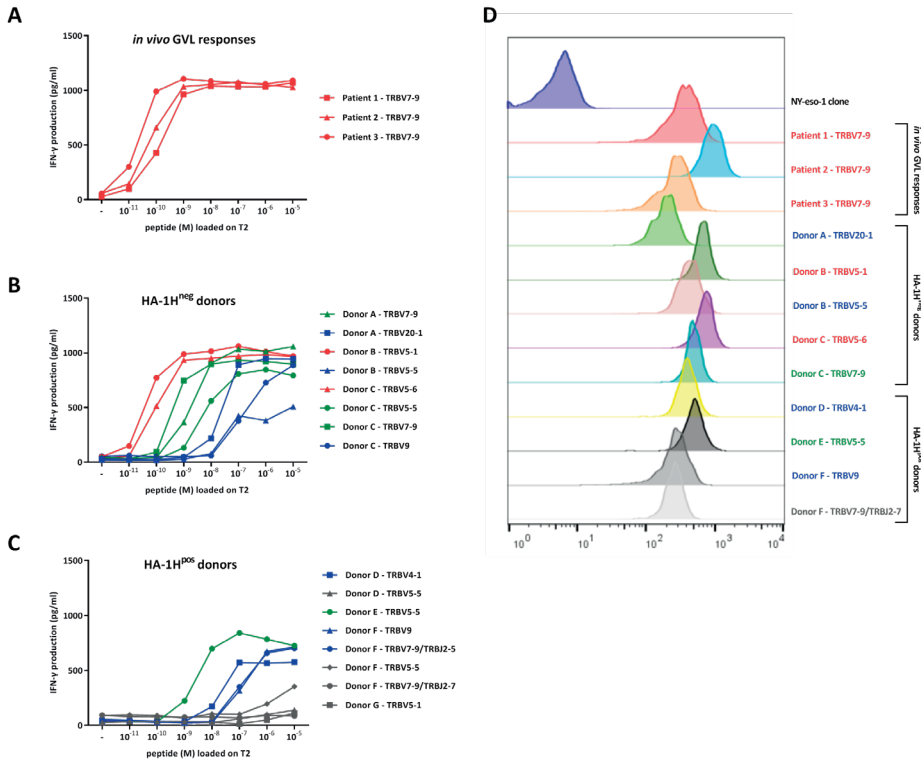 A
in vivo GVL responses
IFN-γ production (pg/ml)
1500
1000
500
0
- 10⁻¹¹ 10⁻¹⁰ 10⁻⁹ 10⁻⁸ 10⁻⁷ 10⁻⁶ 10⁻⁵
peptide (M) loaded on T2
Patient 1 - TRBV7-9
Patient 2 - TRBV7-9
Patient 3 - TRBV7-9
B
HA-1Hⁿᵉᵍ donors
IFN-γ production (pg/ml)
1500
1000
500
0
- 10⁻¹¹ 10⁻¹⁰ 10⁻⁹ 10⁻⁸ 10⁻⁷ 10⁻⁶ 10⁻⁵
peptide (M) loaded on T2
Donor A - TRBV7-9
Donor A - TRBV20-1
Donor B - TRBV5-1
Donor B - TRBV5-5
Donor C - TRBV5-6
Donor C - TRBV5-5
Donor C - TRBV7-9
Donor C - TRBV9
C
HA-1Hᵖᵒˢ donors
IFN-γ production (pg/ml)
1500
1000
500
0
- 10⁻¹¹ 10⁻¹⁰ 10⁻⁹ 10⁻⁸ 10⁻⁷ 10⁻⁶ 10⁻⁵
peptide (M) loaded on T2
Donor D - TRBV4-1
Donor D - TRBV5-5
Donor E - TRBV5-5
Donor F - TRBV9
Donor F - TRBV7-9/TRBJ2-5
Donor F - TRBV5-5
Donor F - TRBV7-9/TRBJ2-7
Donor G - TRBV5-1
D
NY-eso-1 clone
Patient 1 - TRBV7-9
Patient 2 - TRBV7-9
Patient 3 - TRBV7-9
Donor A - TRBV20-1
Donor B - TRBV5-1
Donor B - TRBV5-5
Donor C - TRBV5-6
Donor C - TRBV7-9
Donor D - TRBV4-1
Donor E - TRBV5-5
Donor F - TRBV9
Donor F - TRBV7-9/TRBJ2-7
in vivo GVL responses
HA-1Hⁿᵉᵍ donors
HA-1Hᵖᵒˢ donors
10⁰ 10¹ 10² 10³ 10⁴